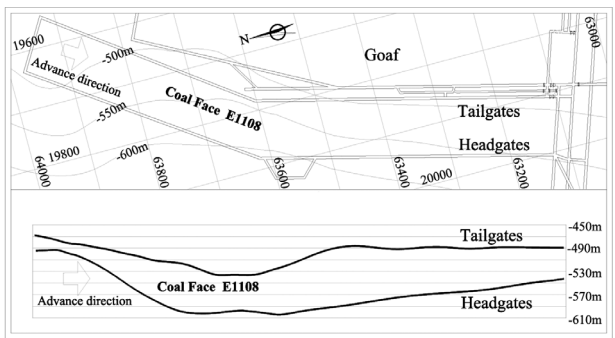 19600
Advance direction
-500m
-550m
N
Goaf
63000
Coal Face E1108
Tailgates
Headgates
64000
19800
-600m
63800
63600
63400
20000
63200
-450m
Tailgates
-490m
Coal Face E1108
-530m
Advance direction
Headgates
-570m
-610m